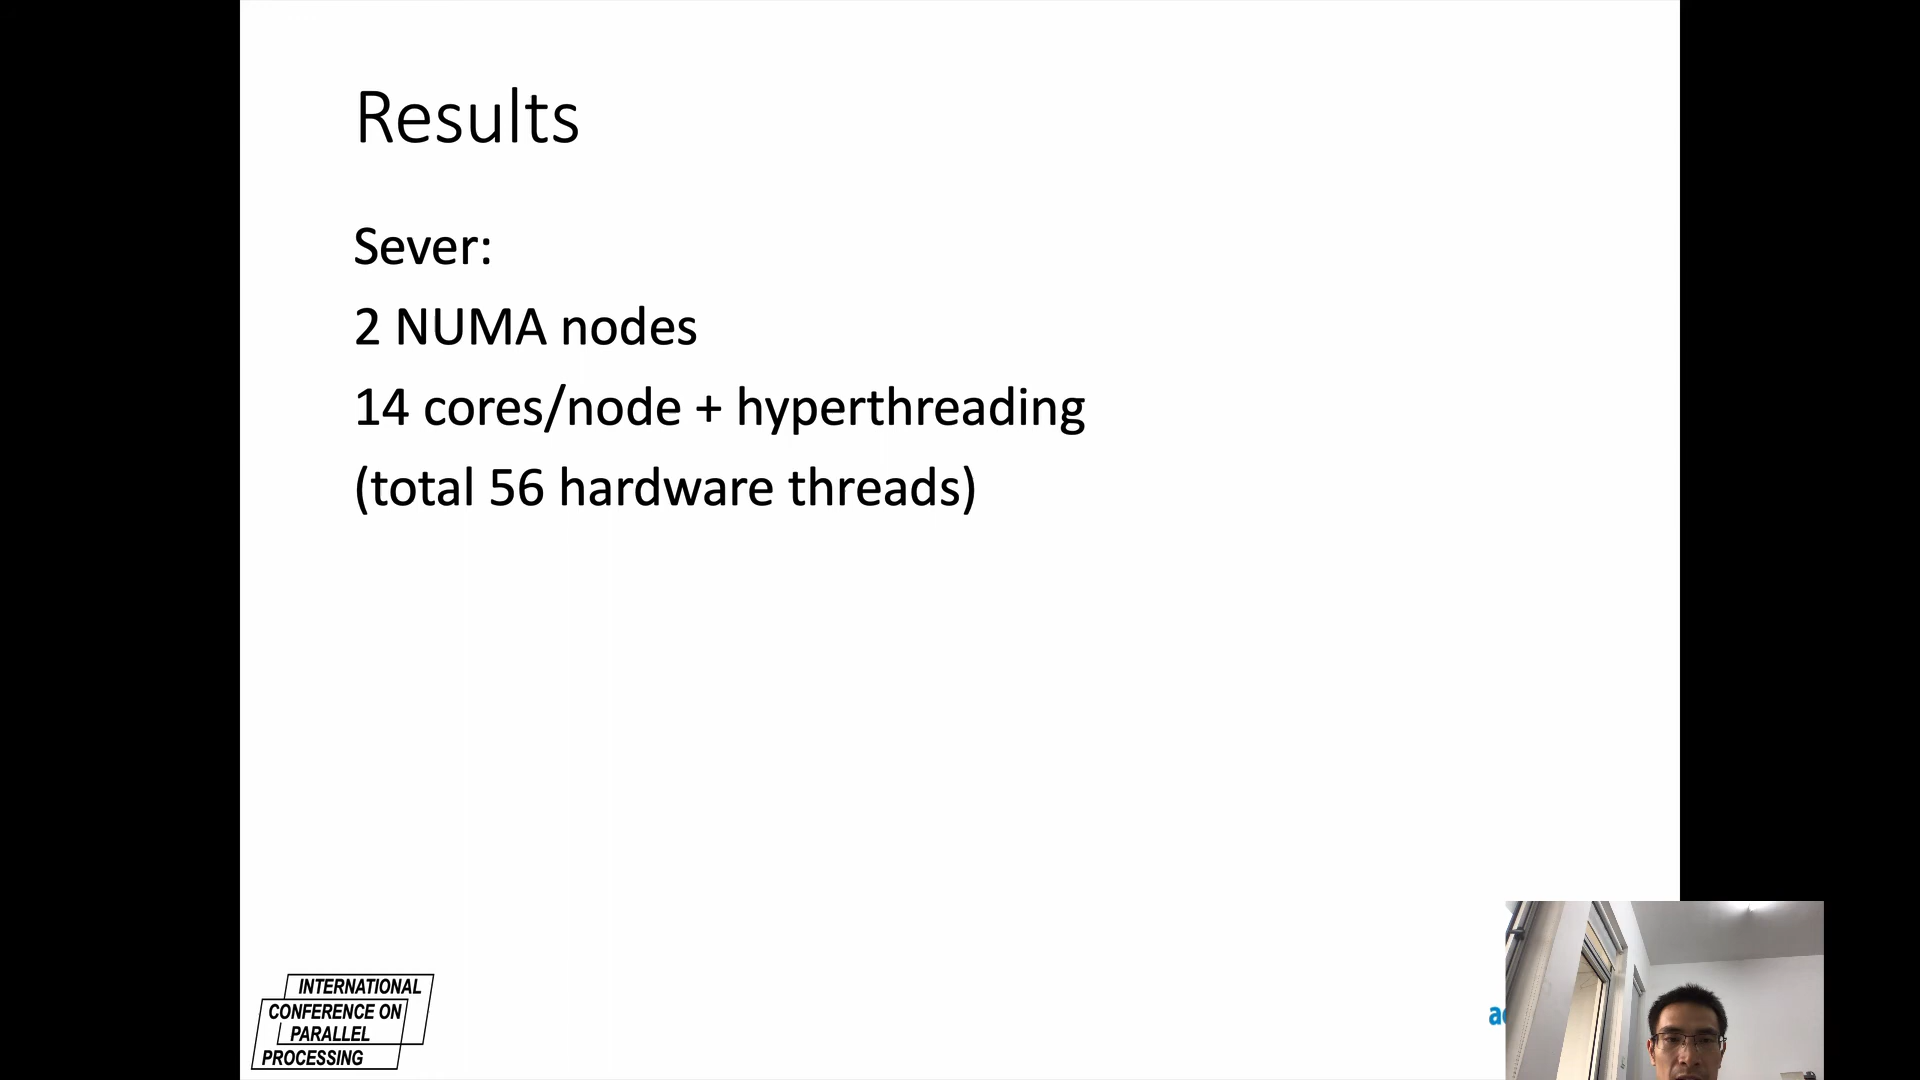 Results
Sever:
2 NUMA nodes
14 cores/node + hyperthreading
(total 56 hardware threads)
INTERNATIONAL
CONFERENCE ON
PARALLEL
PROCESSING